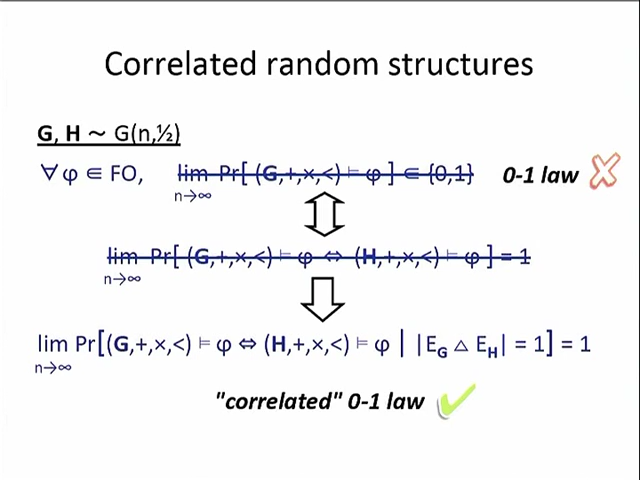 Correlated random structures
G, H ~ G(n,½)
∀ φ ∈ FO, lim Pr[ (G,+,×,<) ⊨ φ ] ∈ {0,1} 0-1 law
n→∞
lim Pr[ (G,+,×,<) ⊨ φ ⇔ (H,+,×,<) ⊨ φ ] = 1
n→∞
lim Pr[(G,+,×,<) ⊨ φ ⇔ (H,+,×,<) ⊨ φ | |E_G △ E_H| = 1] = 1
n→∞
"correlated" 0-1 law